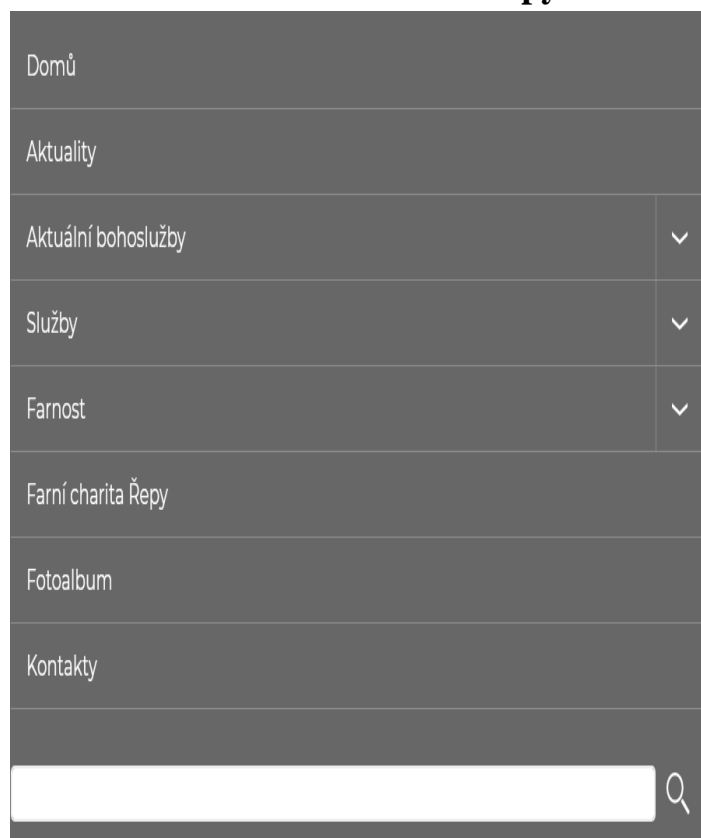 Domů
Aktuality
Aktuální bohoslužby
Služby
Farnost
Farní charita Řepy
Fotoalbum
Kontakty